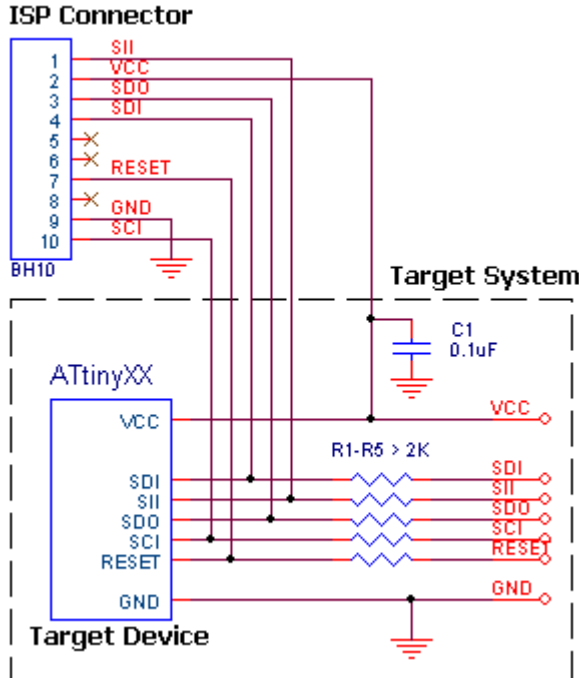 ISP Connector
1 SII
2 VCC
3 SDO
4 SDI
5
6
7 RESET
8
9 GND
10 SCI
BH10
Target System
C1
0.1uF
ATtinyXX
VCC VCC
R1-R5 > 2K
SDI SDI
SII SII
SDO SDO
SCI SCI
RESET RESET
GND GND
Target Device